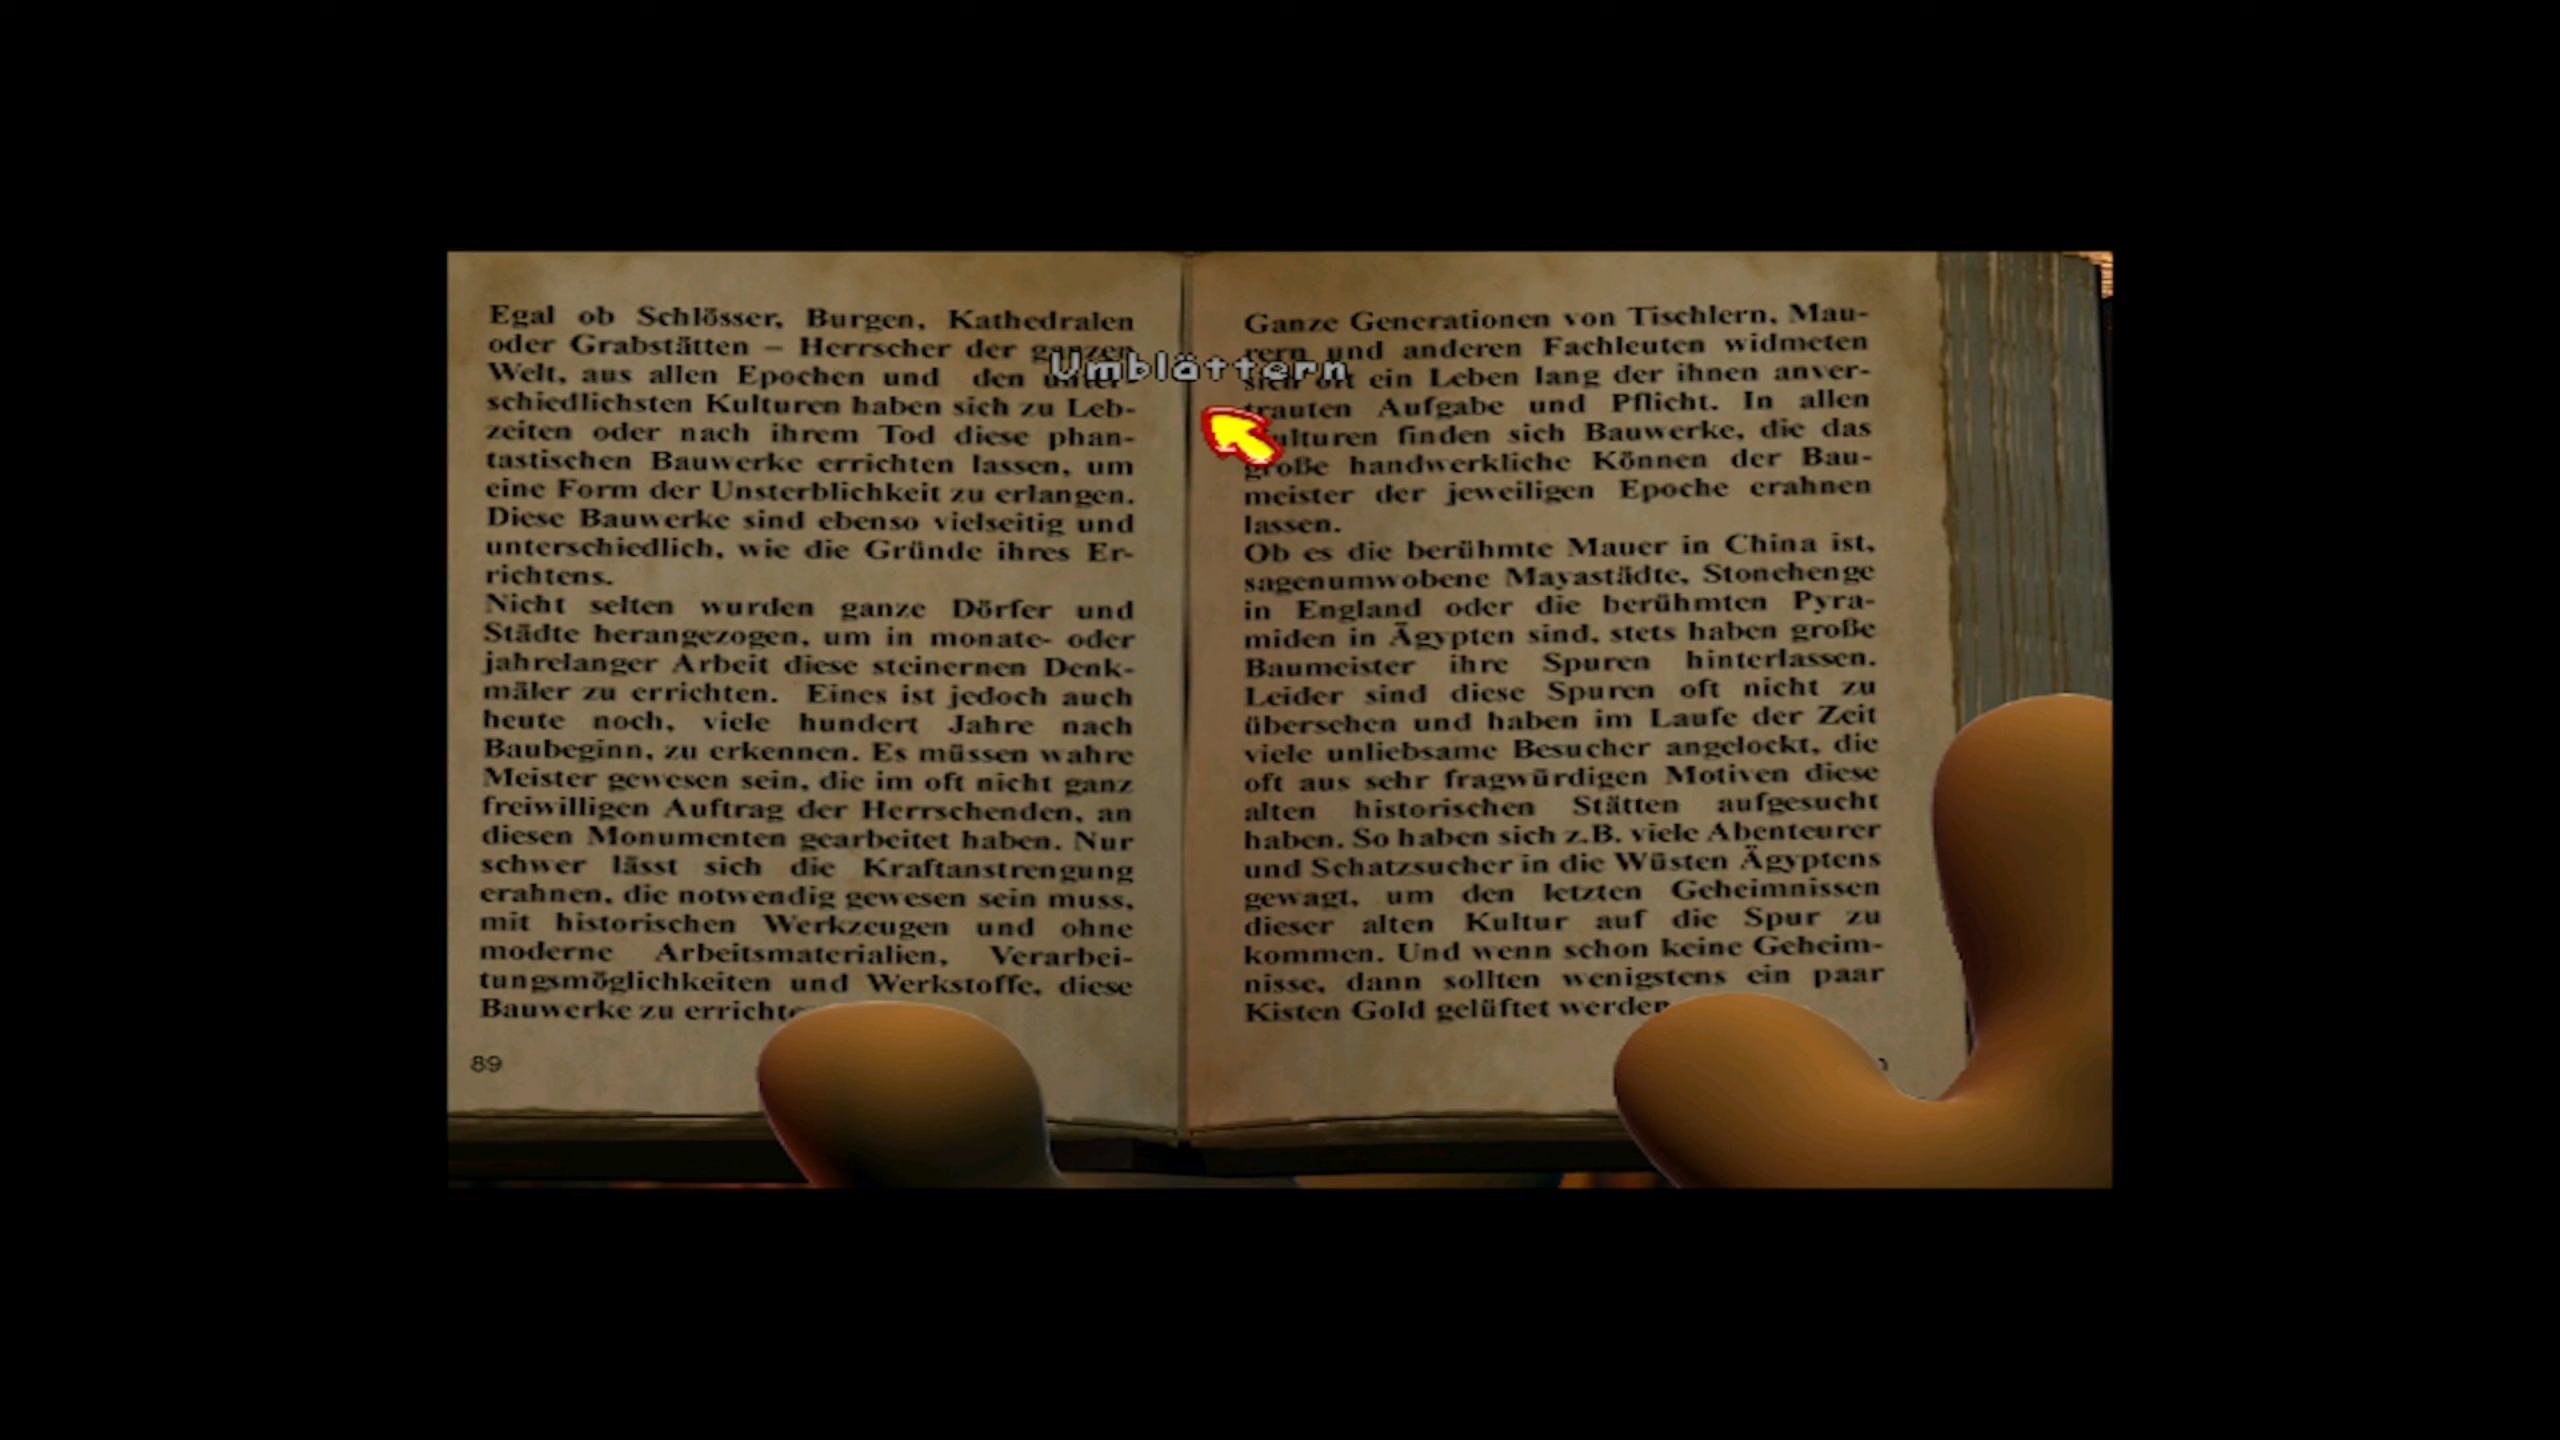 Egal ob Schlösser, Burgen, Kathedralen
oder Grabstätten – Herrscher der ganzen
Welt, aus allen Epochen und den unter-
schiedlichsten Kulturen haben sich zu Leb-
zeiten oder nach ihrem Tod diese phan-
tastischen Bauwerke errichten lassen, um
eine Form der Unsterblichkeit zu erlangen.
Diese Bauwerke sind ebenso vielseitig und
unterschiedlich, wie die Gründe ihres Er-
richtens.
Nicht selten wurden ganze Dörfer und
Städte herangezogen, um in monate- oder
jahrelanger Arbeit diese steinernen Denk-
mäler zu errichten. Eines ist jedoch auch
heute noch, viele hundert Jahre nach
Baubeginn, zu erkennen. Es müssen wahre
Meister gewesen sein, die im oft nicht ganz
freiwilligen Auftrag der Herrschenden, an
diesen Monumenten gearbeitet haben. Nur
schwer lässt sich die Kraftanstrengung
erahnen, die notwendig gewesen sein muss,
mit historischen Werkzeugen und ohne
moderne Arbeitsmaterialien, Verarbei-
tungsmöglichkeiten und Werkstoffe, diese
Bauwerke zu errichte
89
Umblättern
Ganze Generationen von Tischlern, Mau-
rern und anderen Fachleuten widmeten
sich oft ein Leben lang der ihnen anver-
trauten Aufgabe und Pflicht. In allen
Kulturen finden sich Bauwerke, die das
große handwerkliche Können der Bau-
meister der jeweiligen Epoche erahnen
lassen.
Ob es die berühmte Mauer in China ist,
sagenumwobene Mayastädte, Stonehenge
in England oder die berühmten Pyra-
miden in Ägypten sind, stets haben große
Baumeister ihre Spuren hinterlassen.
Leider sind diese Spuren oft nicht zu
übersehen und haben im Laufe der Zeit
viele unliebsame Besucher angelockt, die
oft aus sehr fragwürdigen Motiven diese
alten historischen Stätten aufgesucht
haben. So haben sich z.B. viele Abenteurer
und Schatzsucher in die Wüsten Ägyptens
gewagt, um den letzten Geheimnissen
dieser alten Kultur auf die Spur zu
kommen. Und wenn schon keine Geheim-
nisse, dann sollten wenigstens ein paar
Kisten Gold gelüftet werden